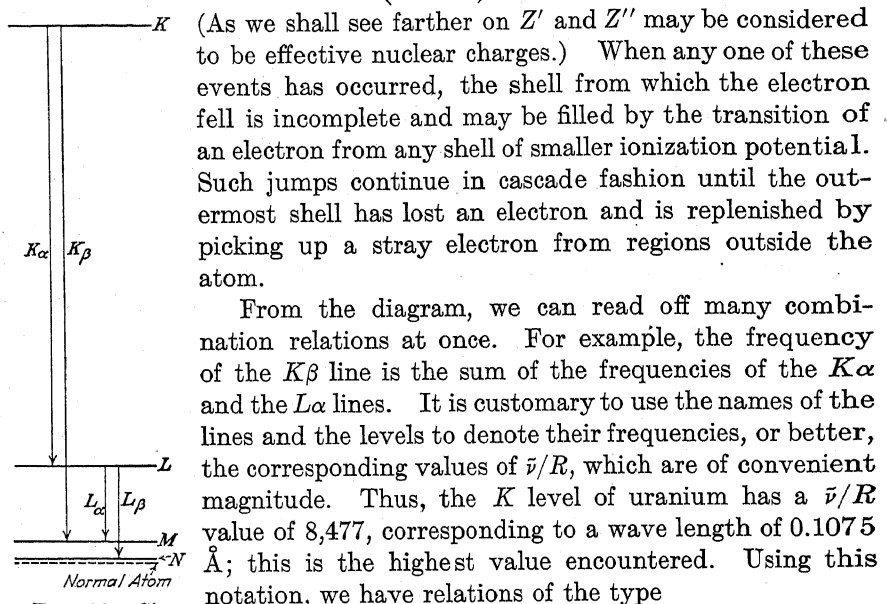 K
(As we shall see farther on Z′ and Z″ may be considered
to be effective nuclear charges.) When any one of these
events has occurred, the shell from which the electron
fell is incomplete and may be filled by the transition of
an electron from any shell of smaller ionization potential.
Such jumps continue in cascade fashion until the out-
ermost shell has lost an electron and is replenished by
picking up a stray electron from regions outside the
atom.
From the diagram, we can read off many combi-
nation relations at once. For example, the frequency
of the Kβ line is the sum of the frequencies of the Kα
and the Lα lines. It is customary to use the names of the
lines and the levels to denote their frequencies, or better,
the corresponding values of ν̃/R, which are of convenient
magnitude. Thus, the K level of uranium has a ν̃/R
value of 8,477, corresponding to a wave length of 0.1075
Å; this is the highest value encountered. Using this
notation, we have relations of the type
Kα Kβ
L
Lα Lβ
M
N
Normal Atom